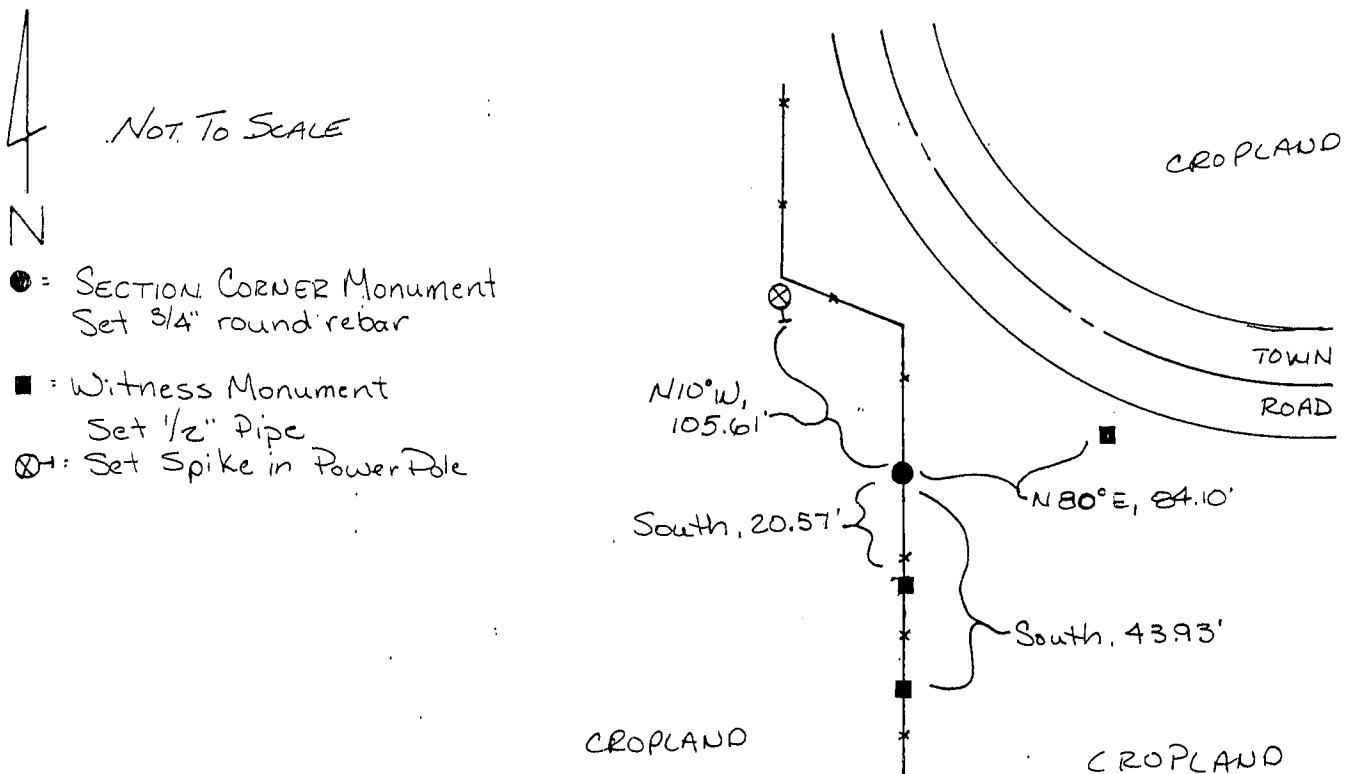 NOT TO SCALE
N
● = SECTION CORNER Monument
Set 3/4" round rebar
■ = Witness Monument
Set 1/2" Pipe
: Set Spike in Power Pole
CROPLAND
TOWN
ROAD
N10°W,
105.61'
N80°E, 84.10'
South, 20.57'
South, 43.93'
CROPLAND
CROPLAND